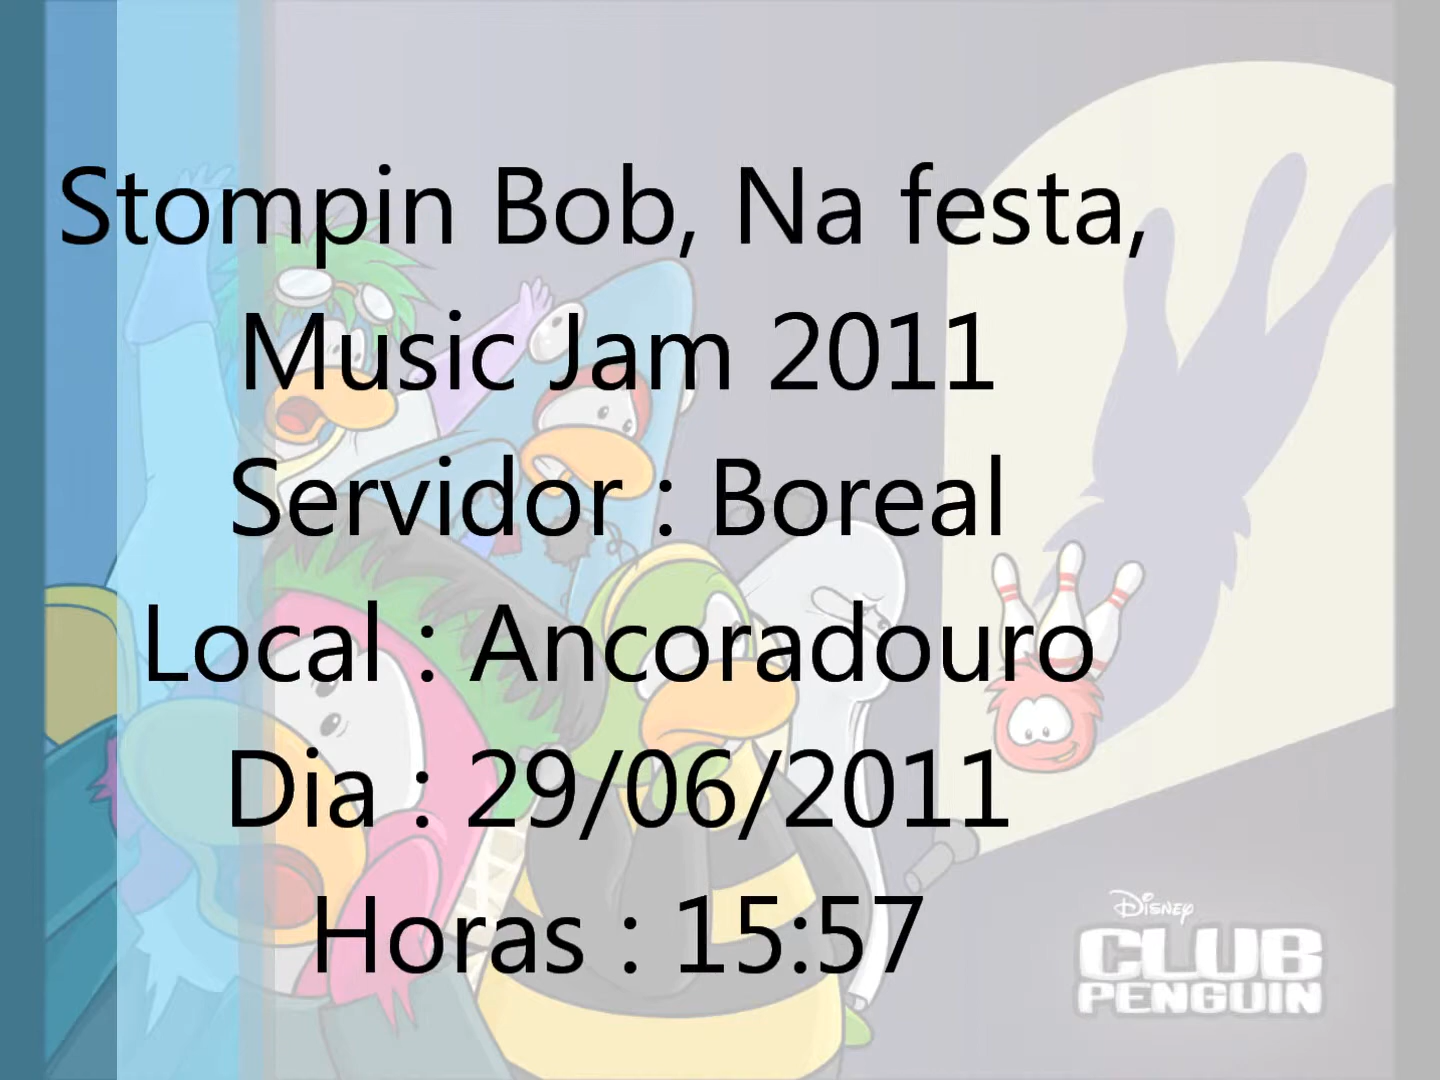 Stompin Bob, Na festa,
Music Jam 2011
Servidor : Boreal
Local : Ancoradouro
Dia : 29/06/2011
Horas : 15:57
Disney
CLUB
PENGUIN